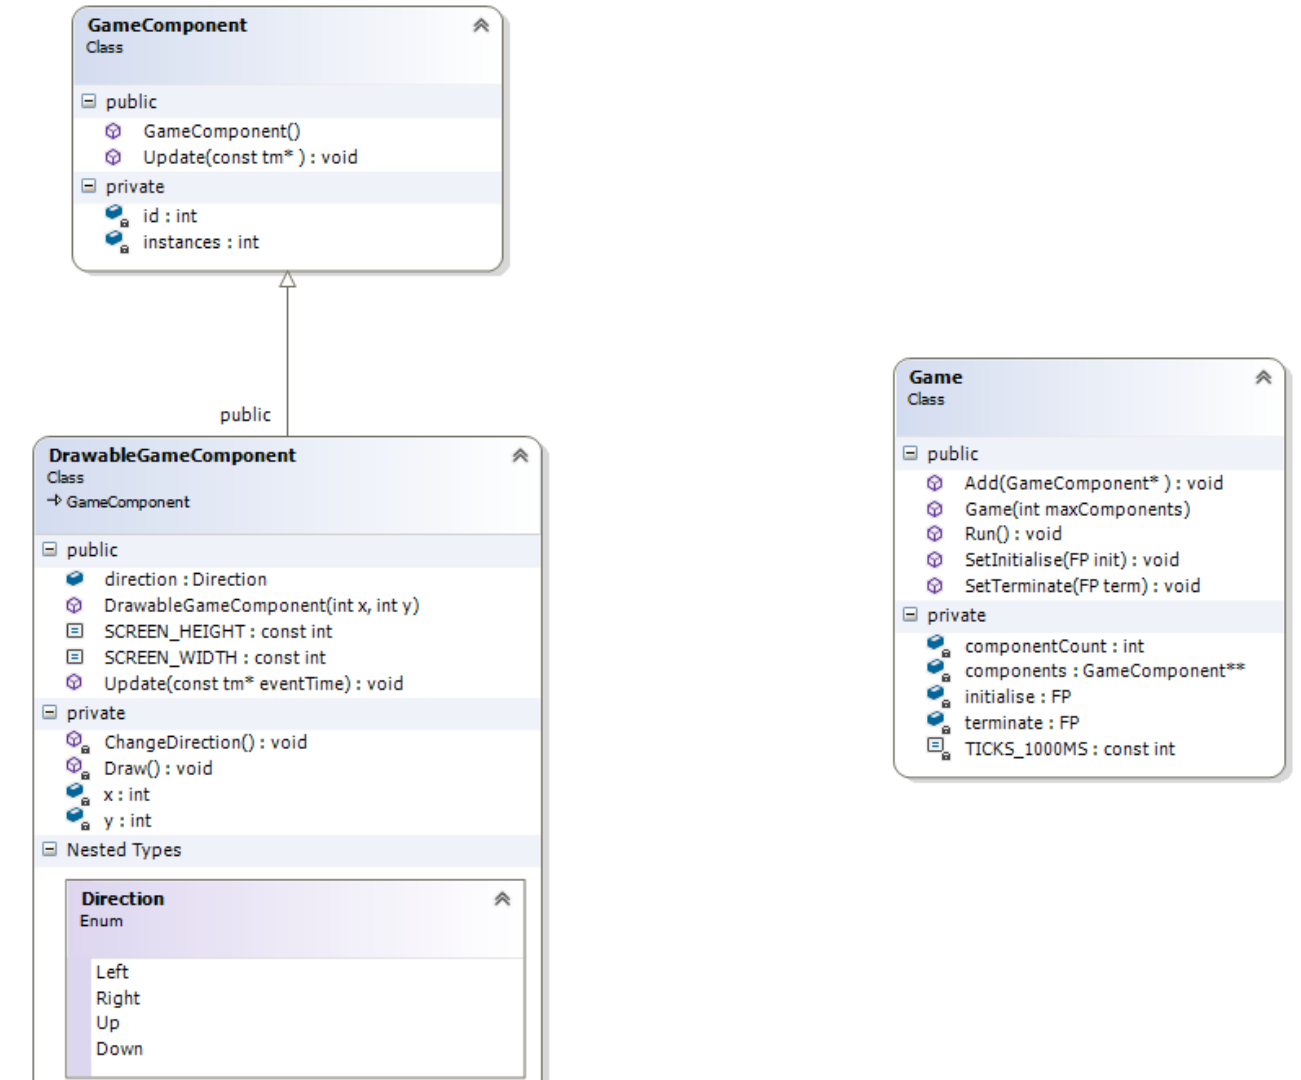 GameComponent
Class
public
GameComponent()
Update(const tm* ) : void
private
id : int
instances : int
public
DrawableGameComponent
Class
GameComponent
public
direction : Direction
DrawableGameComponent(int x, int y)
SCREEN_HEIGHT : const int
SCREEN_WIDTH : const int
Update(const tm* eventTime) : void
private
ChangeDirection() : void
Draw() : void
x : int
y : int
Nested Types
Direction
Enum
Left
Right
Up
Down
Game
Class
public
Add(GameComponent* ) : void
Game(int maxComponents)
Run() : void
SetInitialise(FP init) : void
SetTerminate(FP term) : void
private
componentCount : int
components : GameComponent**
initialise : FP
terminate : FP
TICKS_1000MS : const int